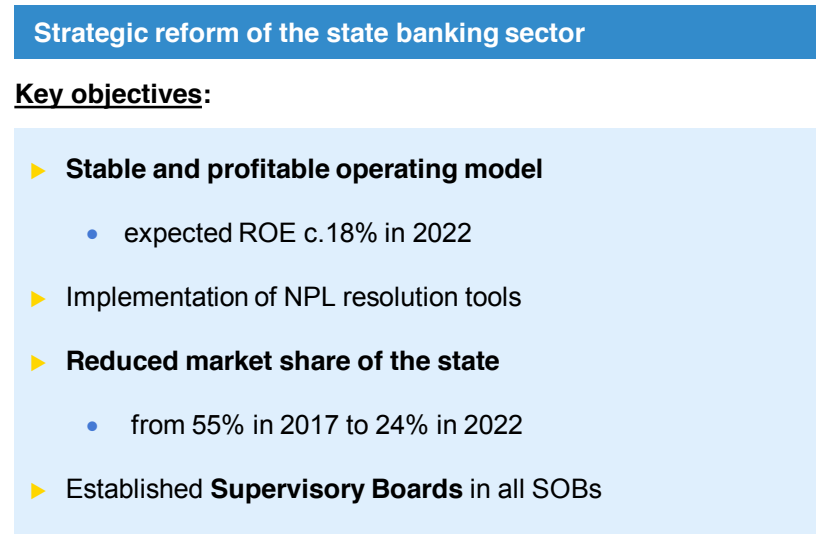 Strategic reform of the state banking sector
Key objectives:
Stable and profitable operating model
expected ROE c.18% in 2022
Implementation of NPL resolution tools
Reduced market share of the state
from 55% in 2017 to 24% in 2022
Established Supervisory Boards in all SOBs